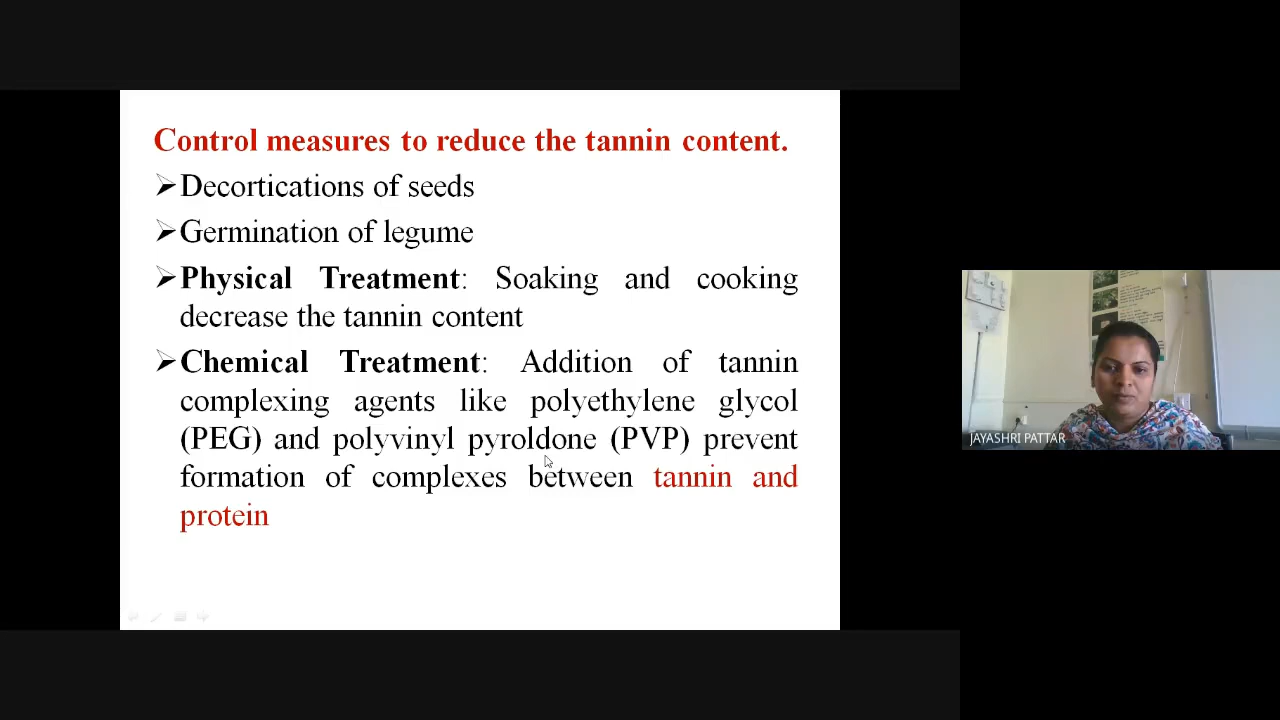 Control measures to reduce the tannin content.
➢Decortications of seeds
➢Germination of legume
➢Physical Treatment: Soaking and cooking
decrease the tannin content
➢Chemical Treatment: Addition of tannin
complexing agents like polyethylene glycol
(PEG) and polyvinyl pyroldone (PVP) prevent
formation of complexes between tannin and
protein
JAYASHRI PATTAR